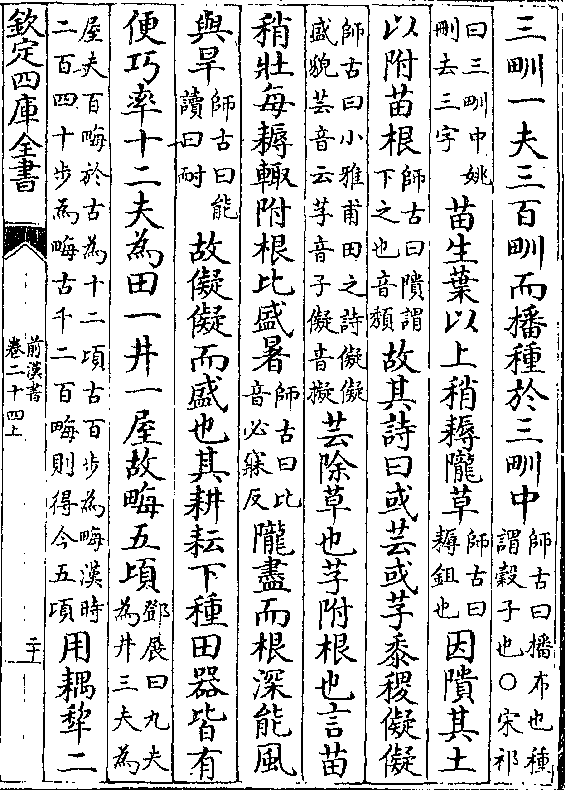 三甽一夫三百甽而播種於三甽中師古曰播布也種謂穀子也○宋祁
曰三甽中姚刪去三字苗生葉以上稍耨隴草師古曰耨鉏也因隤其土
以附苗根師古曰隤謂下之也音頹故其詩曰或芸或芓黍稷儗儗
師古曰小雅甫田之詩儗儗盛貌芸音云芓音子儗音擬芸除草也芓附根也言苗
稍壯每耨輙附根比盛暑師古曰比音必寐反隴盡而根深能風
與旱師古曰能讀曰耐故儗儗而盛也其耕耘下種田器皆有
便巧率十二夫為田一井一屋故畮五頃鄧展曰九夫為井三夫為
屋夫百畮於古為十二頃古百步為畮漢時二百四十步為畮古千二百畮則得今五頃用耦犂二
欽定四庫全書
前漢書
卷二十四上
二十